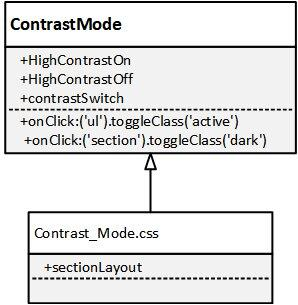 ContrastMode
+HighContrastOn
+HighContrastOff
+contrastSwitch
+onClick:('ul').toggleClass('active')
+onClick:('section').toggleClass('dark')
Contrast_Mode.css
+sectionLayout